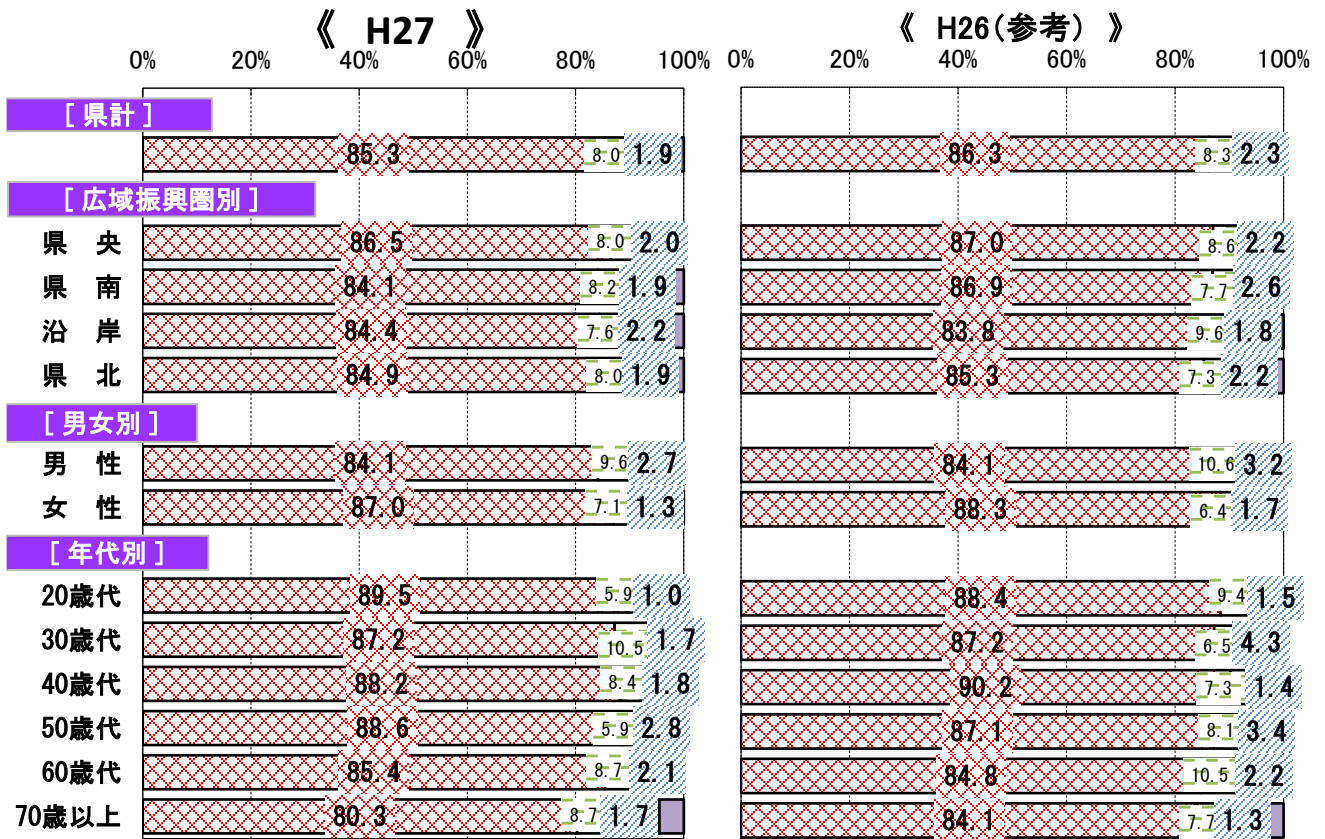 《 H27 》 《 H26(参考) 》
0% 20% 40% 60% 80% 100% 0% 20% 40% 60% 80% 100%
[ 県計 ]
85.3 8.0 1.9 86.3 8.3 2.3
[ 広域振興圏別 ]
県 央 86.5 8.0 2.0 87.0 8.6 2.2
県 南 84.1 8.2 1.9 86.9 7.7 2.6
沿 岸 84.4 7.6 2.2 83.8 9.6 1.8
県 北 84.9 8.0 1.9 85.3 7.3 2.2
[ 男女別 ]
男 性 84.1 9.6 2.7 84.1 10.6 3.2
女 性 87.0 7.1 1.3 88.3 6.4 1.7
[ 年代別 ]
20歳代 89.5 5.9 1.0 88.4 9.4 1.5
30歳代 87.2 10.5 1.7 87.2 6.5 4.3
40歳代 88.2 8.4 1.8 90.2 7.3 1.4
50歳代 88.6 5.9 2.8 87.1 8.1 3.4
60歳代 85.4 8.7 2.1 84.8 10.5 2.2
70歳以上 80.3 8.7 1.7 84.1 7.7 1.3